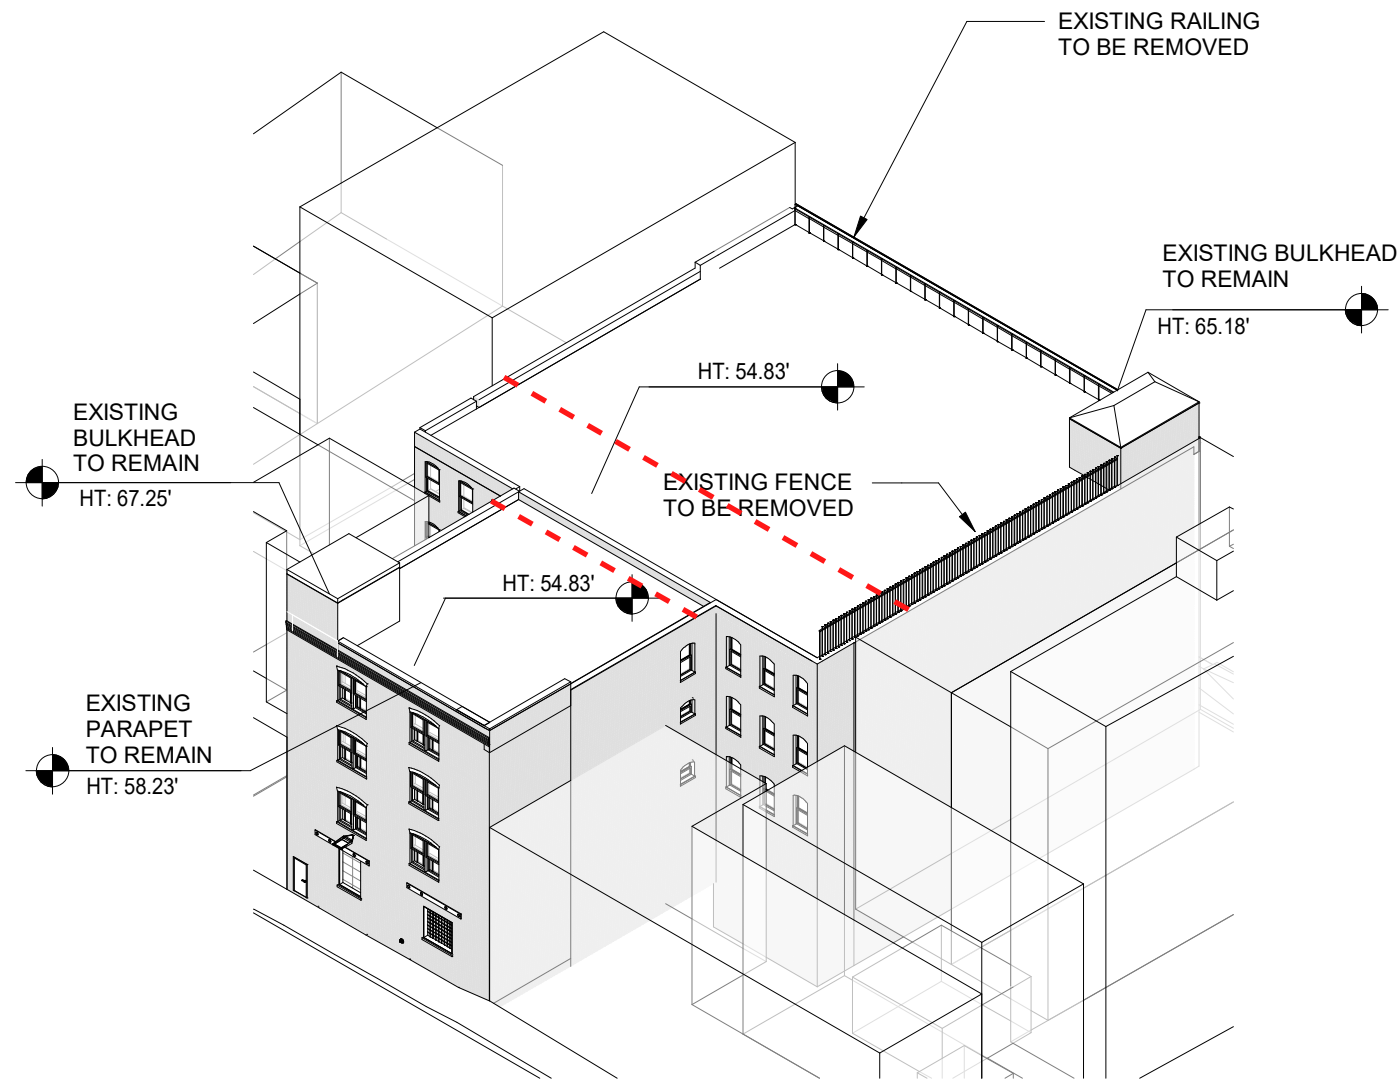 EXISTING RAILING
TO BE REMOVED
EXISTING BULKHEAD
TO REMAIN
HT: 65.18'
HT: 54.83'
EXISTING
BULKHEAD
TO REMAIN
HT: 67.25'
EXISTING FENCE
TO BE REMOVED
HT: 54.83'
EXISTING
PARAPET
TO REMAIN
HT: 58.23'